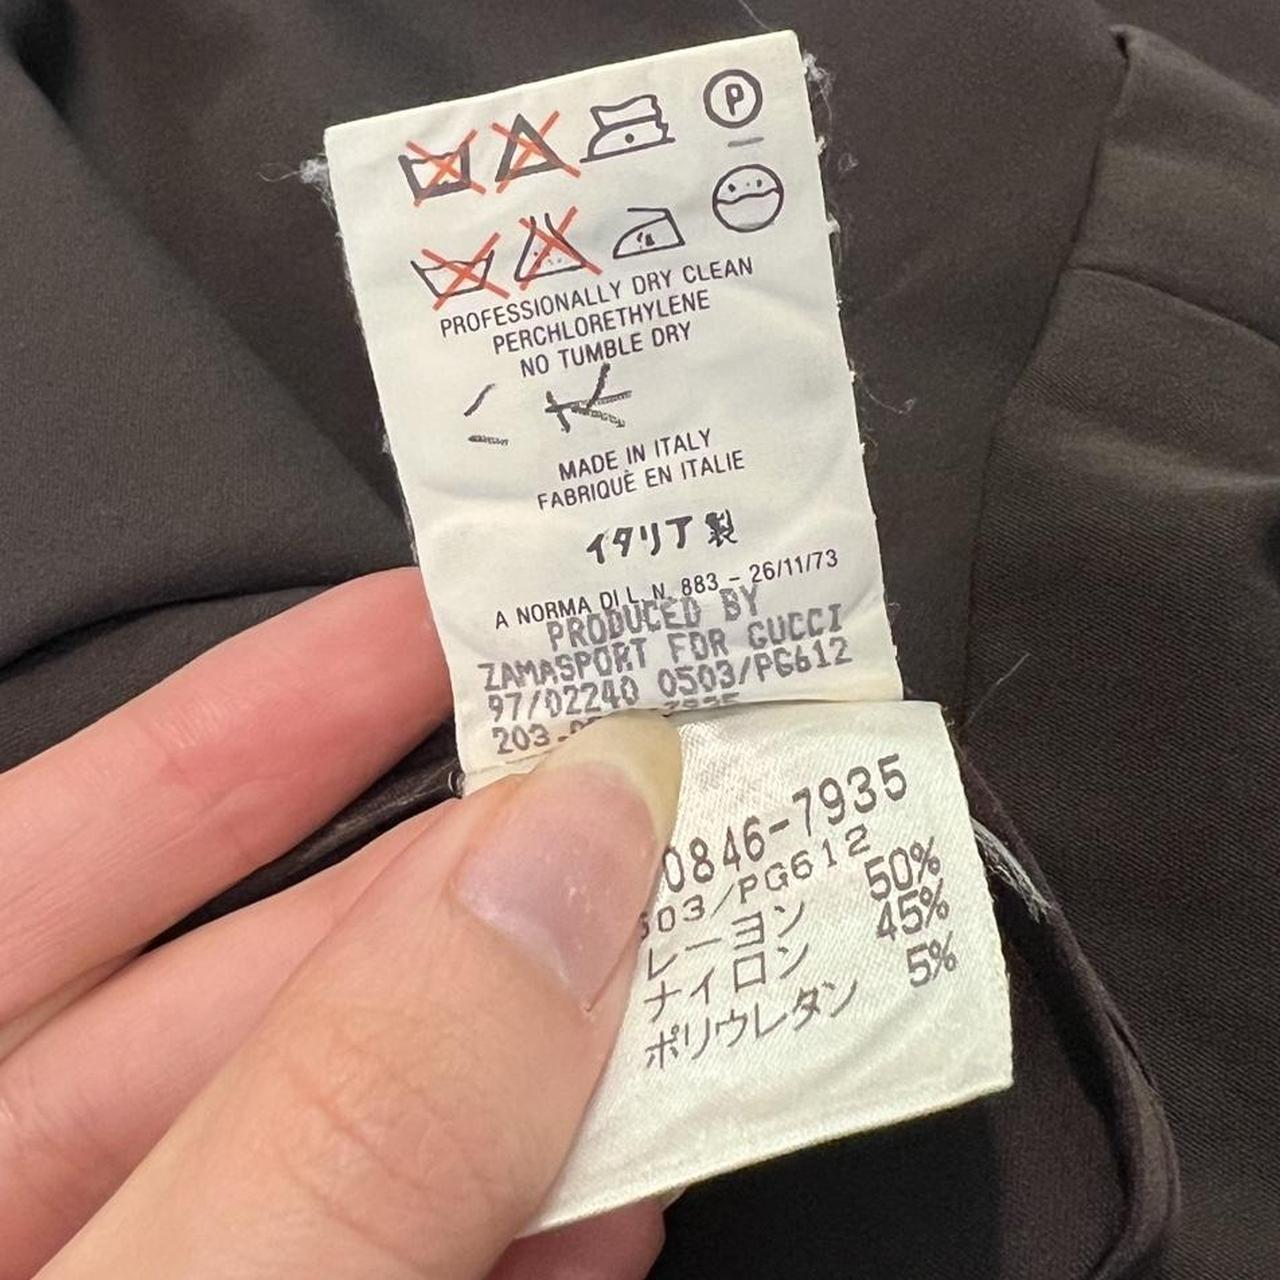 P
PROFESSIONALLY DRY CLEAN
PERCHLORETHYLENE
NO TUMBLE DRY
MADE IN ITALY
FABRIQUÈ EN ITALIE
イタリア製
A NORMA DI L. N. 883 - 26/11/73
PRODUCED BY
ZAMASPORT FOR GUCCI
97/02240 0503/PG612
203
0846-7935
03/PG612
レーヨン 50%
ナイロン 45%
ポリウレタン 5%